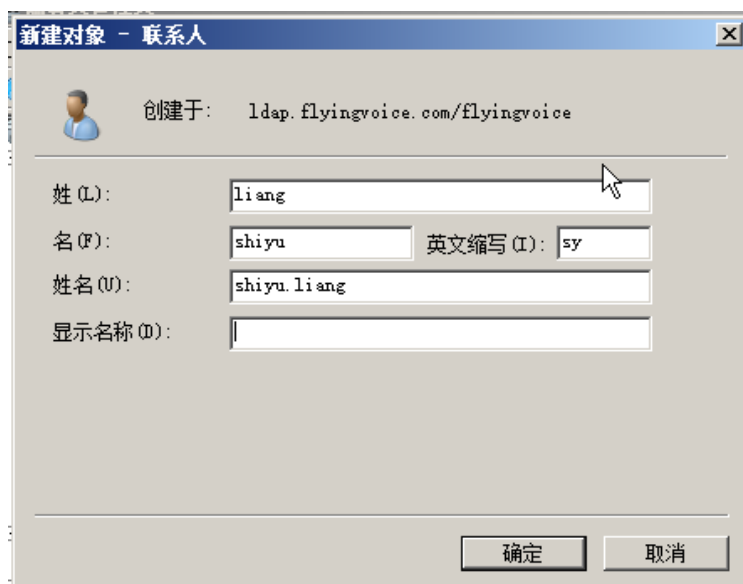 新建对象 - 联系人
创建于: ldap.flyingvoice.com/flyingvoice
姓(L): liang
名(F): shiyu 英文缩写(I): sy
姓名(U): shiyu.liang
显示名称(D):
确定 取消